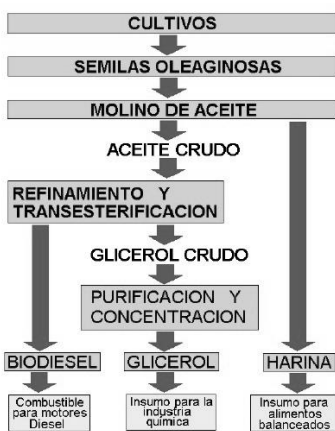 CULTIVOS
SEMILAS OLEAGINOSAS
MOLINO DE ACEITE
ACEITE CRUDO
REFINAMIENTO Y
TRANSESTERIFICACION
GLICEROL CRUDO
PURIFICACION Y
CONCENTRACION
BIODIESEL
GLICEROL
HARINA
Combustible
para motores
Diesel
Insumo para la
industria
quimica
Insumo para
alimentos
balanceados